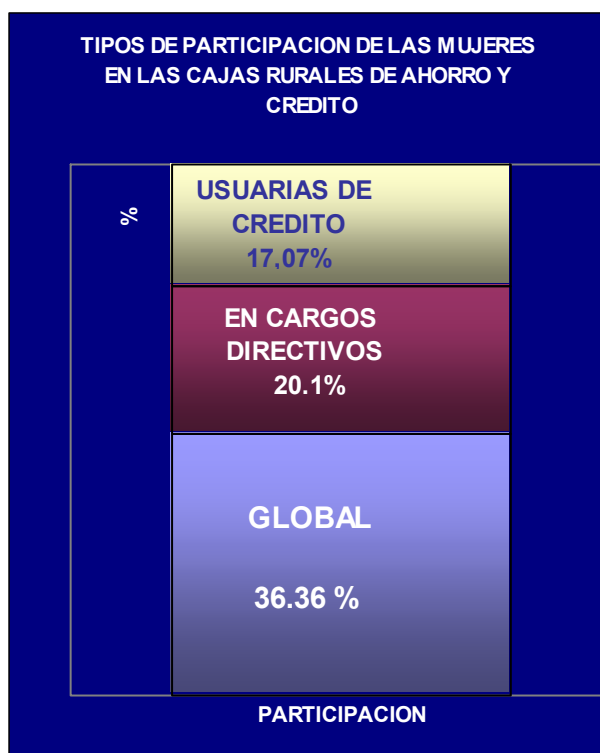 TIPOS DE PARTICIPACION DE LAS MUJERES
EN LAS CAJAS RURALES DE AHORRO Y
CREDITO
%
USUARIAS DE
CREDITO
17,07%
EN CARGOS
DIRECTIVOS
20.1%
GLOBAL
36.36 %
PARTICIPACION